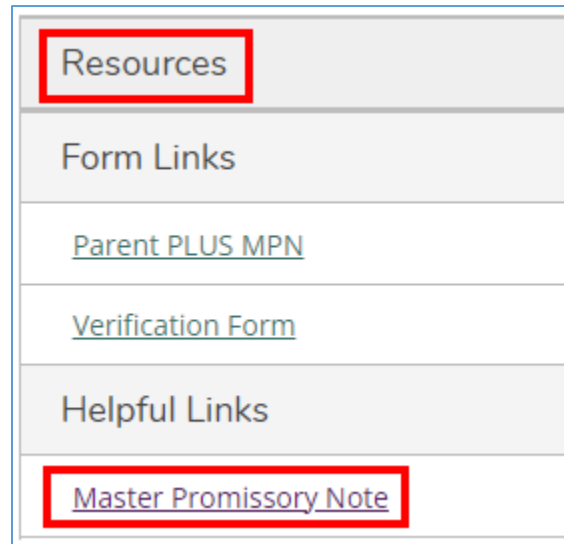 Resources
Form Links
Parent PLUS MPN
Verification Form
Helpful Links
Master Promissory Note